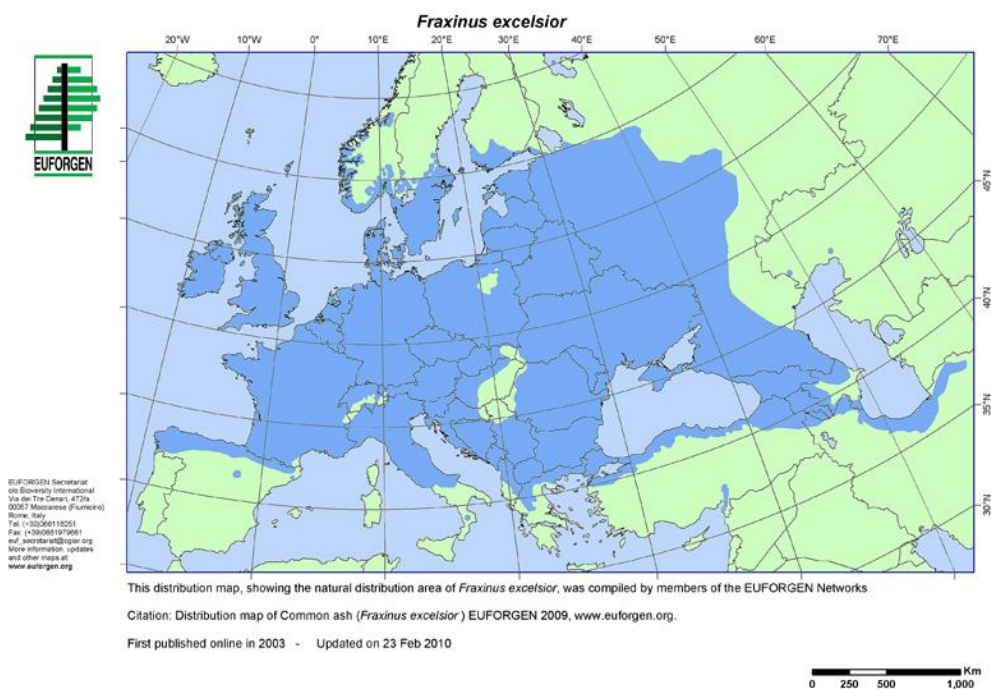 Fraxinus excelsior
20°W 10°W 0° 10°E 20°E 30°E 40°E 50°E 60°E 70°E
EUFORGEN
45°N
40°N
35°N
30°N
EUFORGEN Secretariat
c/o Bioversity International
Via dei Tre Denari, 472/a
00057 Maccarese (Fiumicino)
Rome, Italy
Tel. (+39)066118251
Fax: (+39)0661979661
euf_secretariat@cgiar.org
More information, updates
and other maps at:
www.euforgen.org
This distribution map, showing the natural distribution area of Fraxinus excelsior, was compiled by members of the EUFORGEN Networks
Citation: Distribution map of Common ash (Fraxinus excelsior ) EUFORGEN 2009, www.euforgen.org.
First published online in 2003 - Updated on 23 Feb 2010
Km
0 250 500 1,000